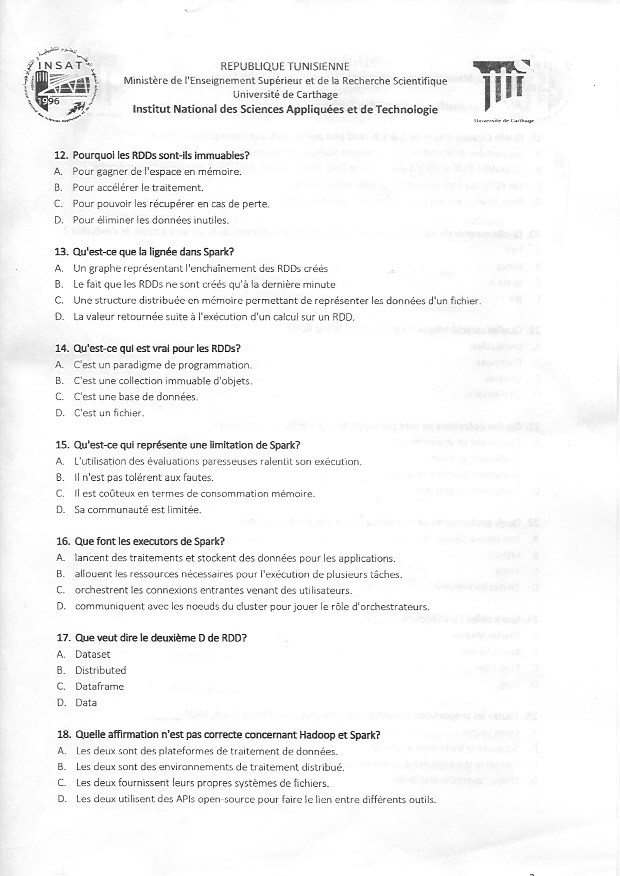 INSAT
1996
REPUBLIQUE TUNISIENNE
Ministère de l'Enseignement Supérieur et de la Recherche Scientifique
Université de Carthage
Institut National des Sciences Appliquées et de Technologie
Université de Carthage
12. Pourquoi les RDDs sont-ils immuables?
A. Pour gagner de l'espace en mémoire.
B. Pour accélérer le traitement.
C. Pour pouvoir les récupérer en cas de perte.
D. Pour éliminer les données inutiles.
13. Qu'est-ce que la lignée dans Spark?
A. Un graphe représentant l'enchaînement des RDDs créés
B. Le fait que les RDDs ne sont créés qu'à la dernière minute
C. Une structure distribuée en mémoire permettant de représenter les données d'un fichier.
D. La valeur retournée suite à l'exécution d'un calcul sur un RDD.
14. Qu'est-ce qui est vrai pour les RDDs?
A. C'est un paradigme de programmation.
B. C'est une collection immuable d'objets.
C. C'est une base de données.
D. C'est un fichier.
15. Qu'est-ce qui représente une limitation de Spark?
A. L'utilisation des évaluations paresseuses ralentit son exécution.
B. Il n'est pas tolérent aux fautes.
C. Il est coûteux en termes de consommation mémoire.
D. Sa communauté est limitée.
16. Que font les executors de Spark?
A. lancent des traitements et stockent des données pour les applications.
B. allouent les ressources nécessaires pour l'exécution de plusieurs tâches.
C. orchestrent les connexions entrantes venant des utilisateurs.
D. communiquent avec les noeuds du cluster pour jouer le rôle d'orchestrateurs.
17. Que veut dire le deuxième D de RDD?
A. Dataset
B. Distributed
C. Dataframe
D. Data
18. Quelle affirmation n'est pas correcte concernant Hadoop et Spark?
A. Les deux sont des plateformes de traitement de données.
B. Les deux sont des environnements de traitement distribué.
C. Les deux fournissent leurs propres systèmes de fichiers.
D. Les deux utilisent des APIs open-source pour faire le lien entre différents outils.